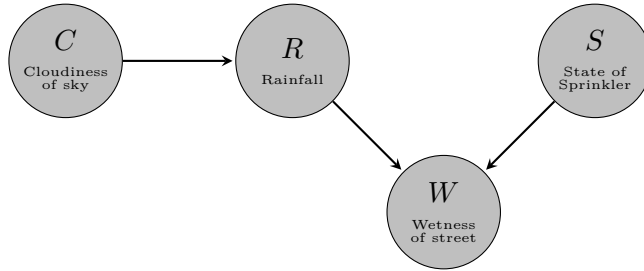 C
Cloudiness
of sky
R
Rainfall
S
State of
Sprinkler
W
Wetness
of street